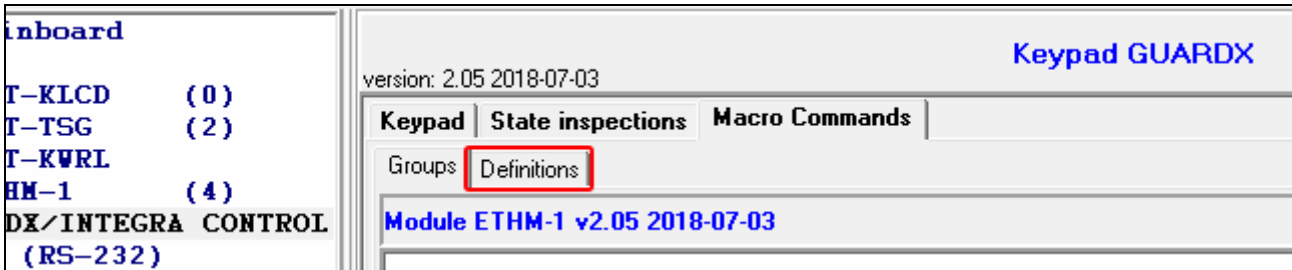 inboard
T-KLCD (0)
T-TSG (2)
T-KWRL
HM-1 (4)
DX/INTEGRA CONTROL
(RS-232)
Keypad GUARDX
version: 2.05 2018-07-03
Keypad State inspections Macro Commands
Groups Definitions
Module ETHM-1 v2.05 2018-07-03